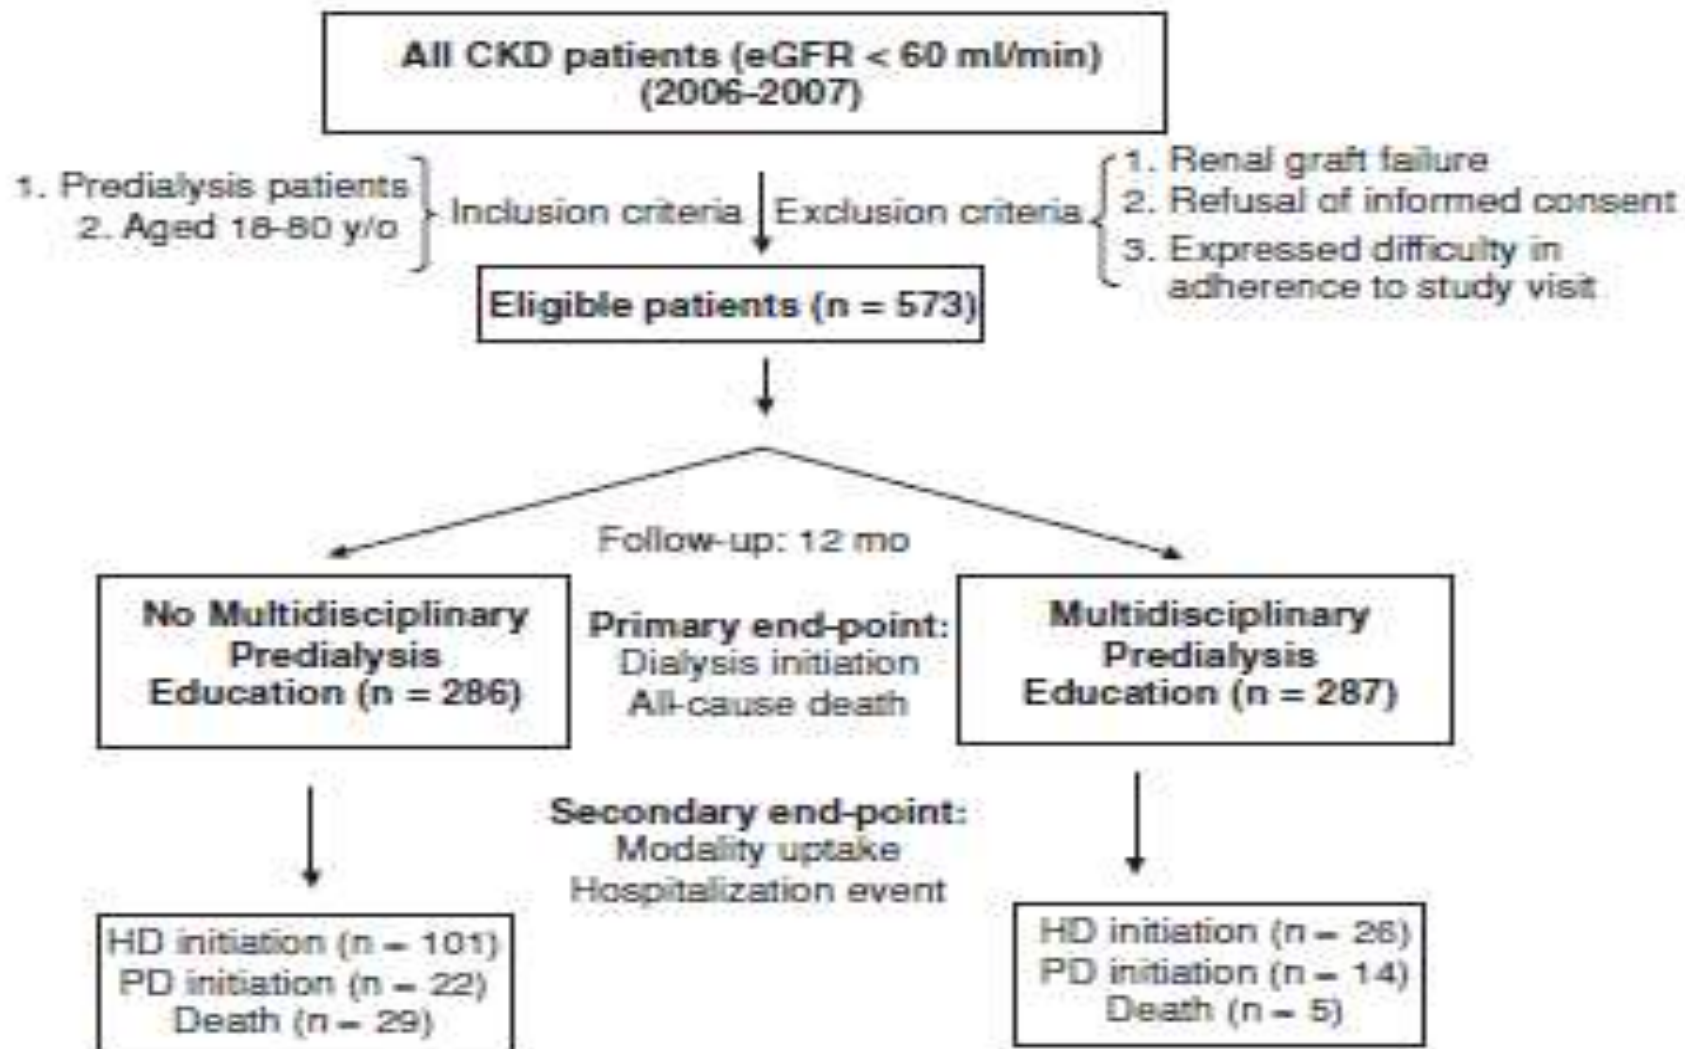 All CKD patients (eGFR < 60 ml/min)
(2006-2007)
1. Predialysis patients
2. Aged 18-80 y/o
Inclusion criteria
Exclusion criteria
1. Renal graft failure
2. Refusal of informed consent
3. Expressed difficulty in
adherence to study visit
Eligible patients (n = 573)
Follow-up: 12 mo
No Multidisciplinary
Predialysis
Education (n = 286)
Primary end-point:
Dialysis initiation
All-cause death
Multidisciplinary
Predialysis
Education (n = 287)
Secondary end-point:
Modality uptake
Hospitalization event
HD initiation (n = 101)
PD initiation (n = 22)
Death (n = 29)
HD initiation (n = 26)
PD initiation (n = 14)
Death (n = 5)